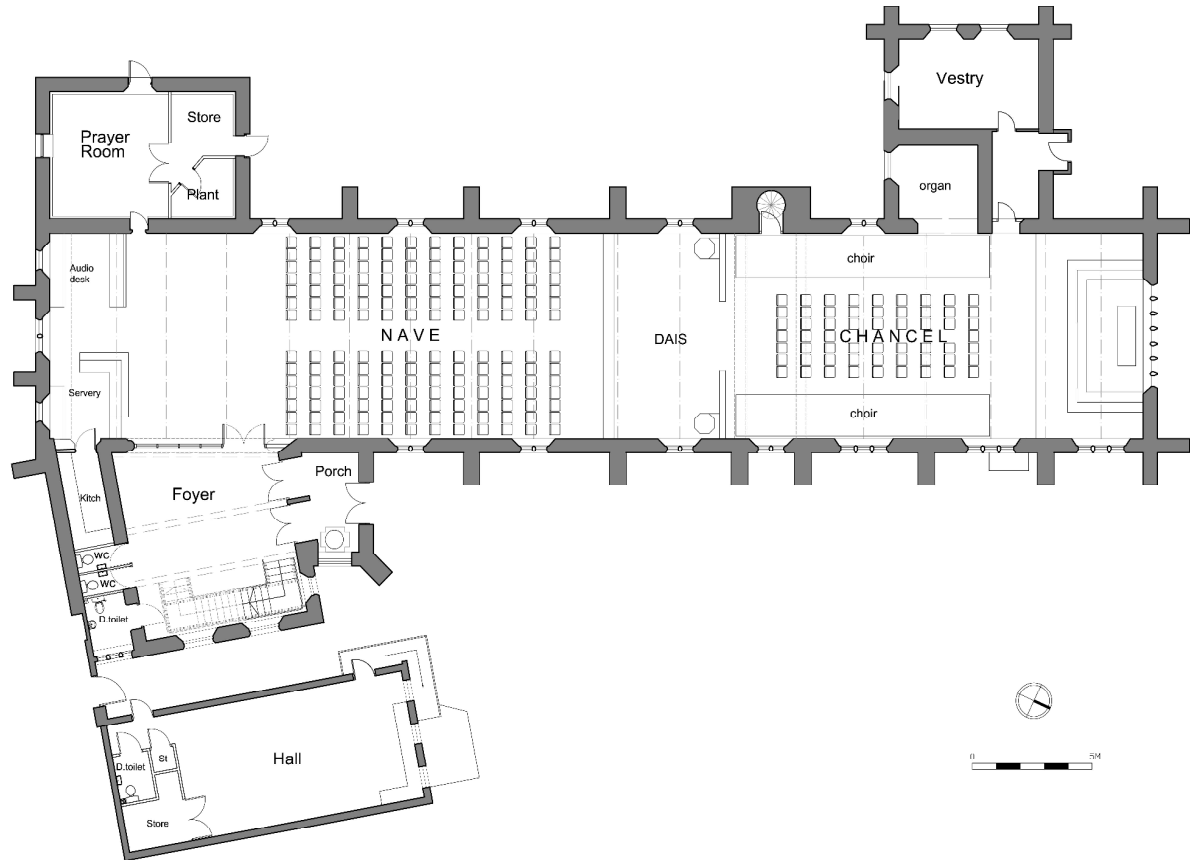 Vestry
Store
Prayer
Room
Plant
organ
Audio
desk
choir
NAVE
DAIS
CHANCEL
Servery
choir
Porch
Foyer
Kitch
WC
WC
D.toilet
Hall
St
D.toilet
Store
0
5M